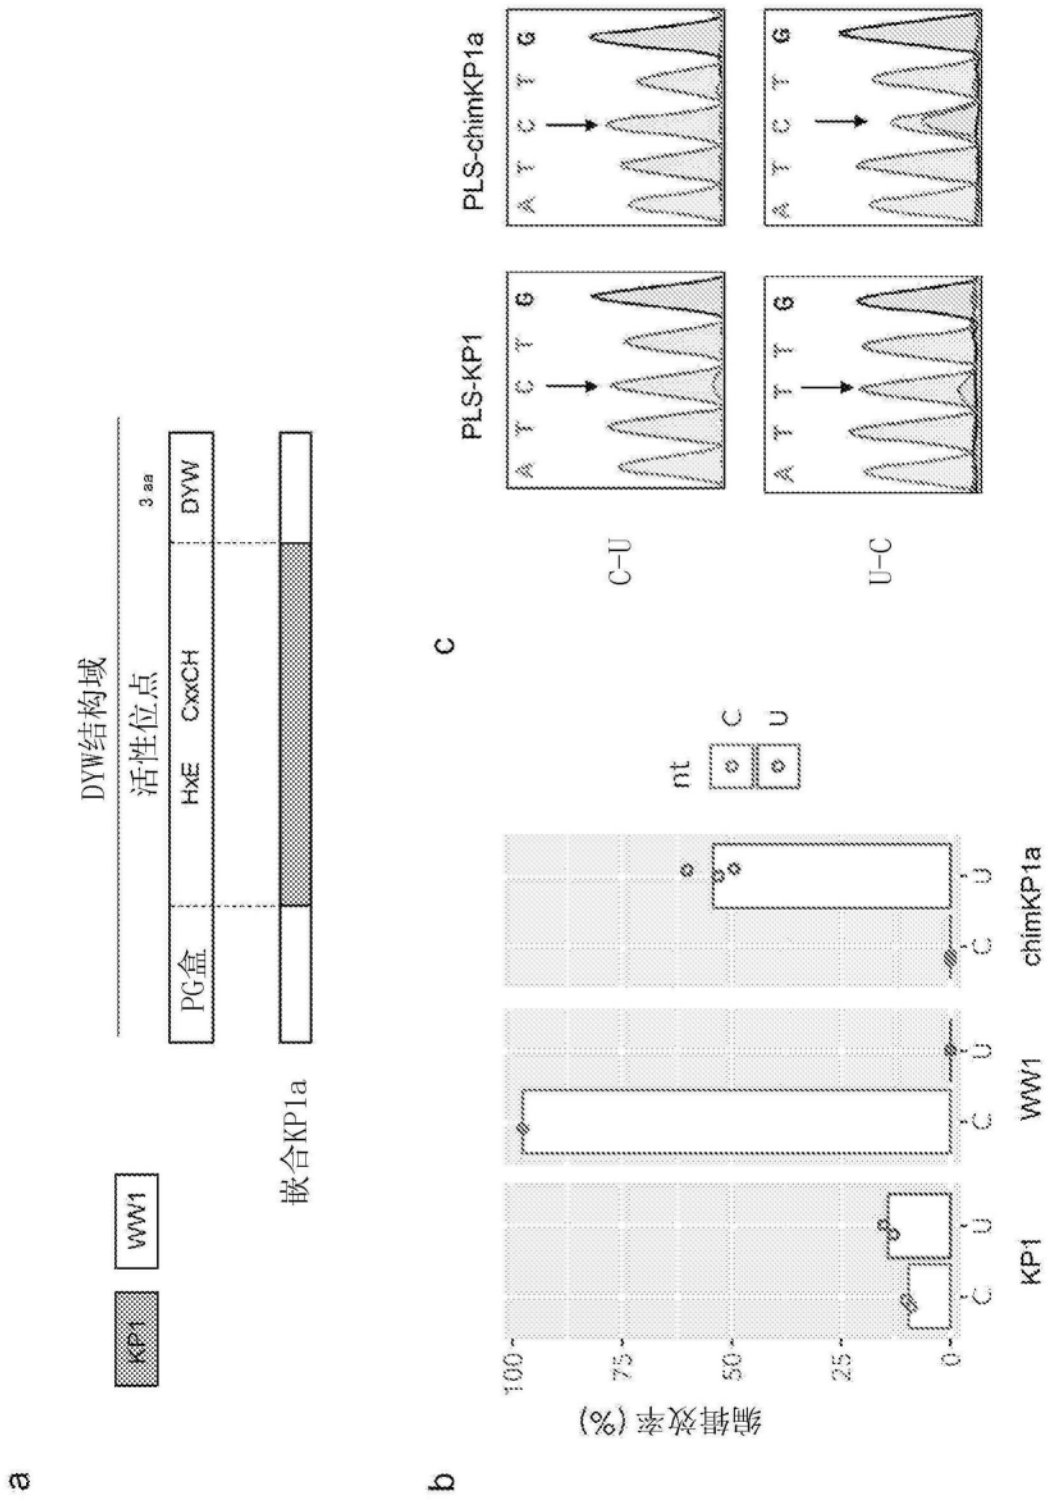 a
KP1
WW1
DYW结构域
活性位点
3 aa
PG盒
HxE
CxxCH
DYW
嵌合KP1a
b
编辑效率 (%)
100
75
50
25
0
C
U
C
U
C
U
KP1
WW1
chimKP1a
nt
C
U
c
PLS-KP1
PLS-chimKP1a
C-U
A T C T G
A T C T G
U-C
A T T T G
A T C T G